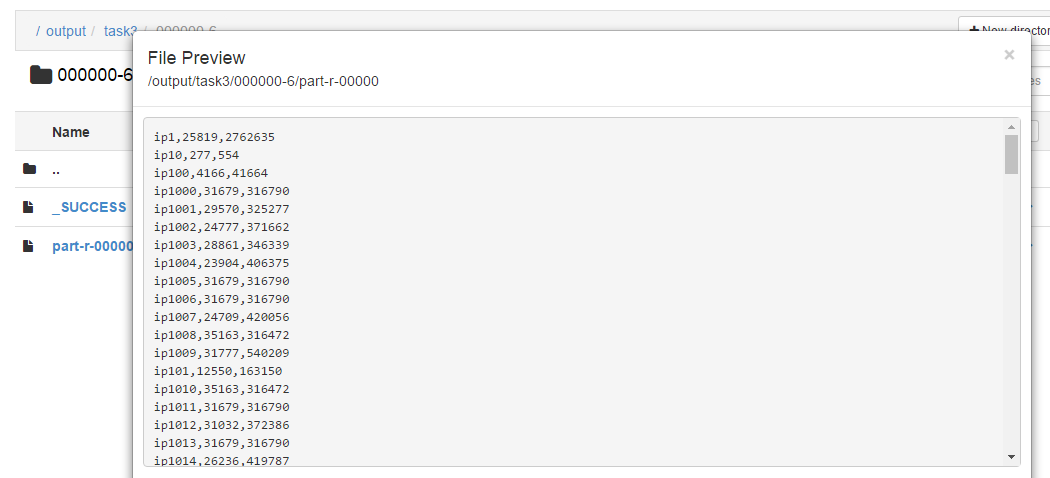 / output / task3 / 000000-6
New director
000000-6
es
Name
..
_SUCCESS
part-r-00000
File Preview
×
/output/task3/000000-6/part-r-00000
ip1,25819,2762635
ip10,277,554
ip100,4166,41664
ip1000,31679,316790
ip1001,29570,325277
ip1002,24777,371662
ip1003,28861,346339
ip1004,23904,406375
ip1005,31679,316790
ip1006,31679,316790
ip1007,24709,420056
ip1008,35163,316472
ip1009,31777,540209
ip101,12550,163150
ip1010,35163,316472
ip1011,31679,316790
ip1012,31032,372386
ip1013,31679,316790
ip1014,26236,419787